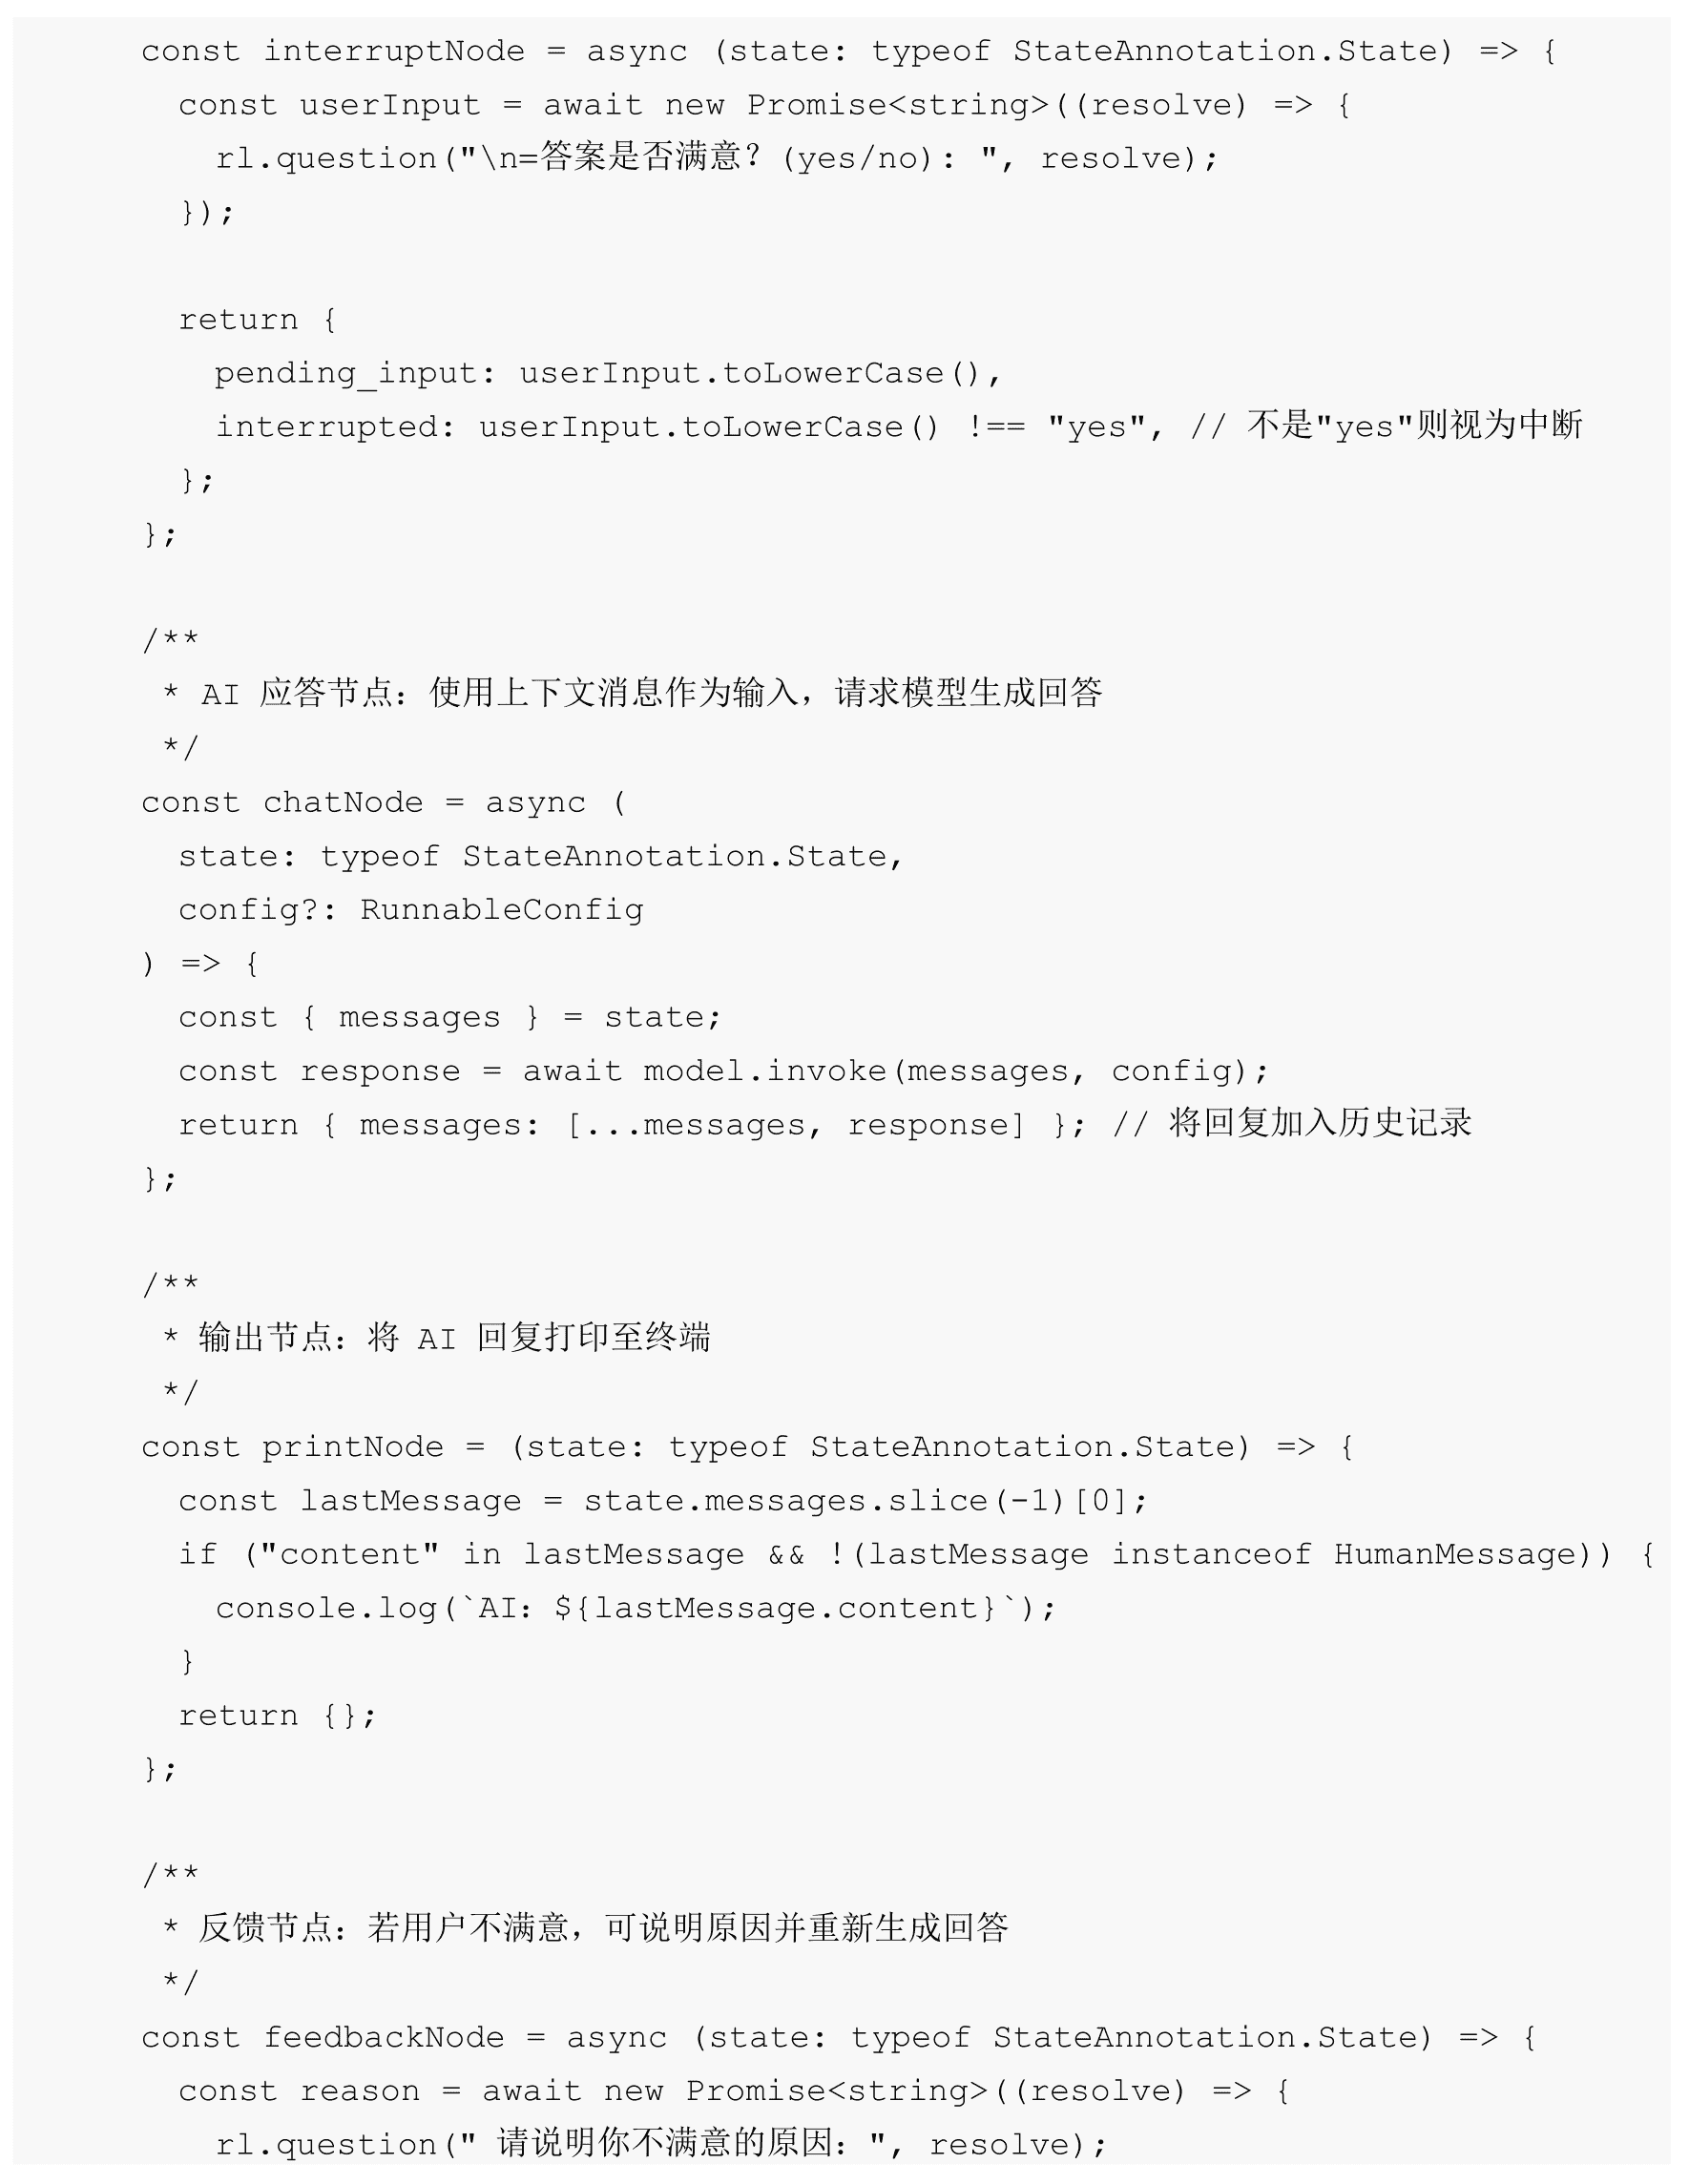 const interruptNode = async (state: typeof StateAnnotation.State) => {
  const userInput = await new Promise<string>((resolve) => {
    rl.question("\n=答案是否满意？(yes/no): ", resolve);
  });

  return {
    pending_input: userInput.toLowerCase(),
    interrupted: userInput.toLowerCase() !== "yes", // 不是"yes"则视为中断
  };
};

/**
 * AI 应答节点：使用上下文消息作为输入，请求模型生成回答
 */
const chatNode = async (
  state: typeof StateAnnotation.State,
  config?: RunnableConfig
) => {
  const { messages } = state;
  const response = await model.invoke(messages, config);
  return { messages: [...messages, response] }; // 将回复加入历史记录
};

/**
 * 输出节点：将 AI 回复打印至终端
 */
const printNode = (state: typeof StateAnnotation.State) => {
  const lastMessage = state.messages.slice(-1)[0];
  if ("content" in lastMessage && !(lastMessage instanceof HumanMessage)) {
    console.log(`AI: ${lastMessage.content}`);
  }
  return {};
};

/**
 * 反馈节点：若用户不满意，可说明原因并重新生成回答
 */
const feedbackNode = async (state: typeof StateAnnotation.State) => {
  const reason = await new Promise<string>((resolve) => {
    rl.question(" 请说明你不满意的原因：", resolve);